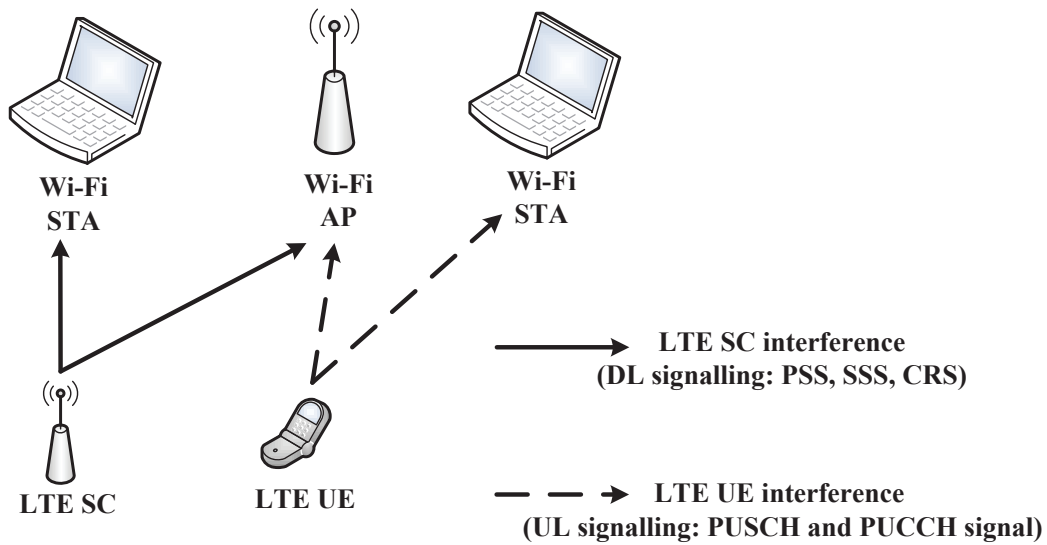 Wi-Fi
STA
Wi-Fi
AP
Wi-Fi
STA
LTE SC interference
(DL signalling: PSS, SSS, CRS)
LTE SC
LTE UE
LTE UE interference
(UL signalling: PUSCH and PUCCH signal)